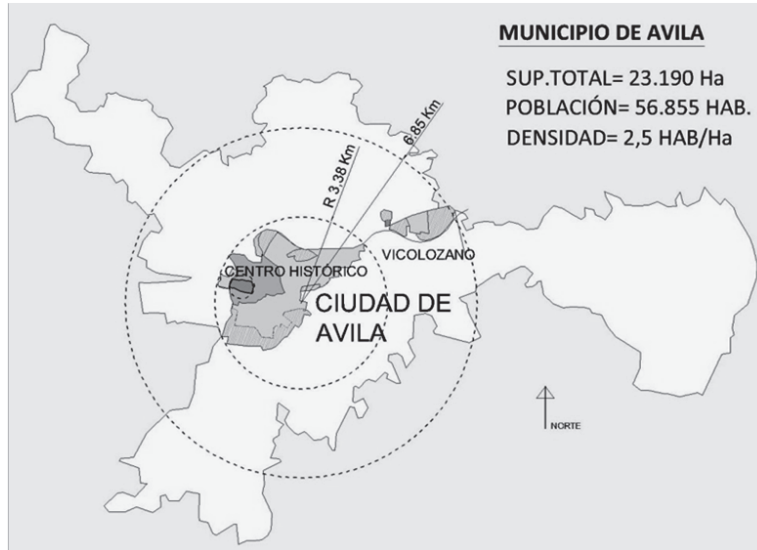 MUNICIPIO DE AVILA
SUP.TOTAL= 23.190 Ha
POBLACIÓN= 56.855 HAB.
DENSIDAD= 2,5 HAB/Ha
6.85 Km
R 3,38 Km
VICOLOZANO
CENTRO HISTÓRICO
CIUDAD DE
AVILA
NORTE